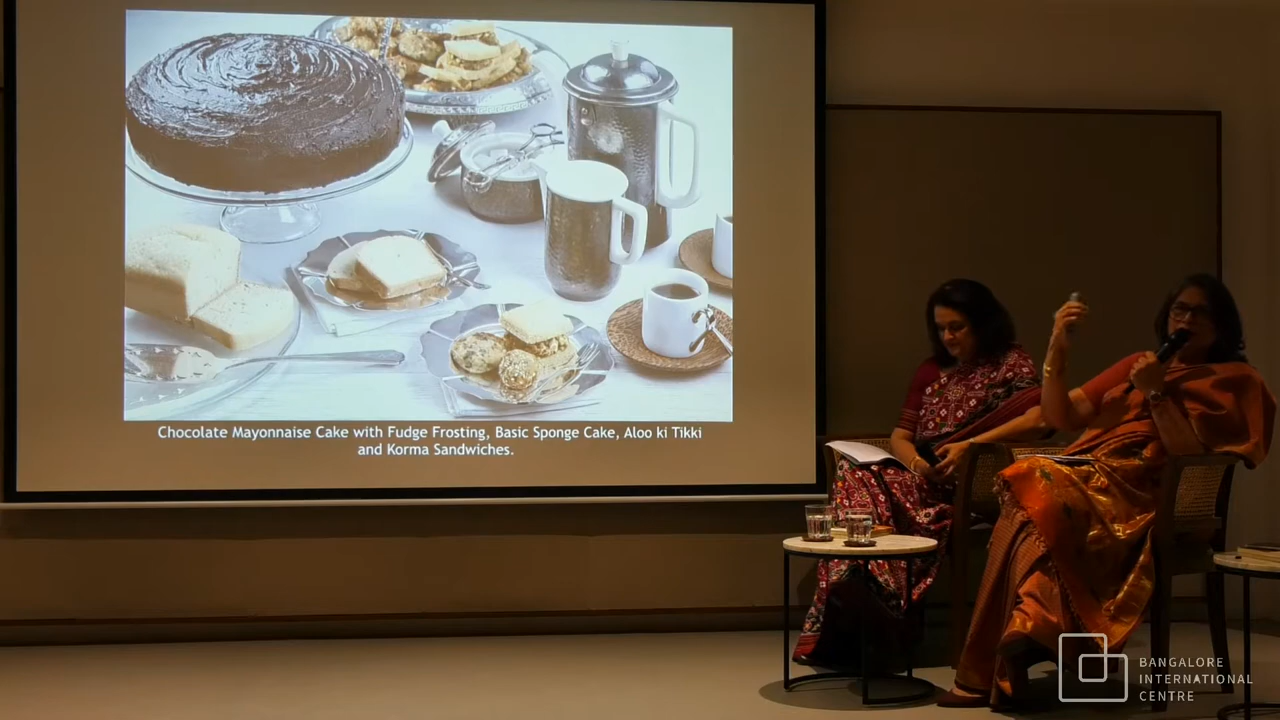 Chocolate Mayonnaise Cake with Fudge Frosting, Basic Sponge Cake, Aloo ki Tikki
and Korma Sandwiches.
BANGALORE
INTERNATIONAL
CENTRE